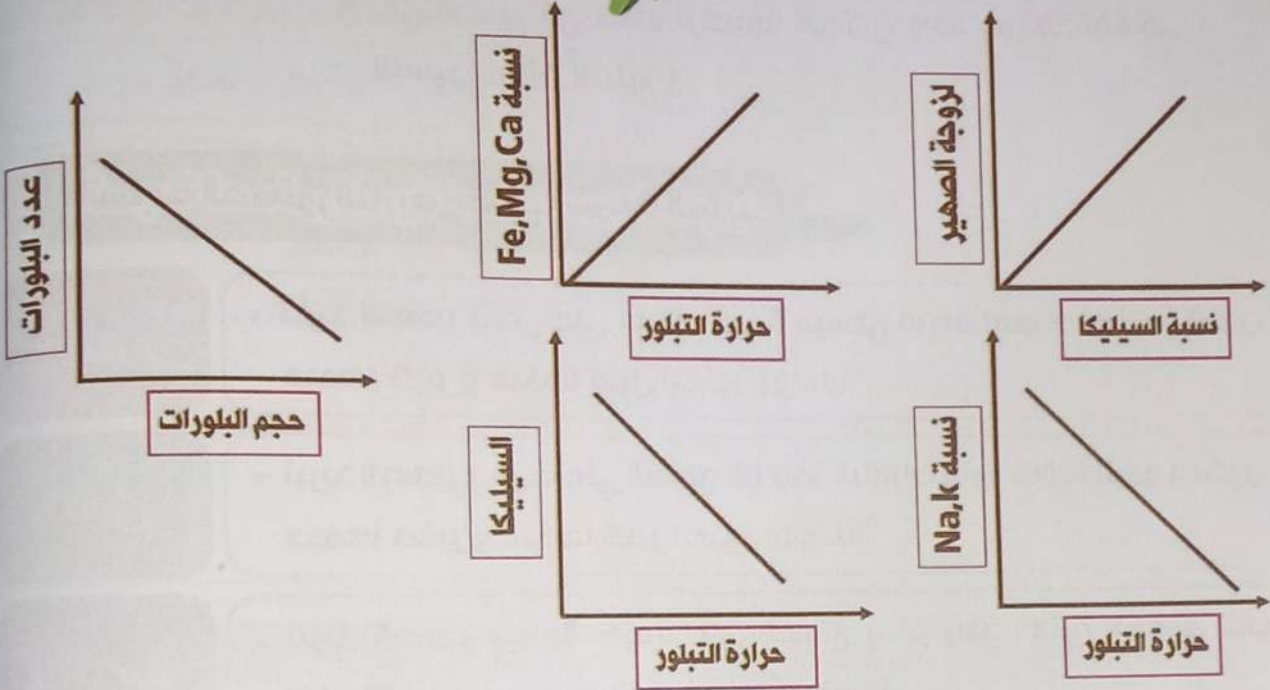 لزوجة الصهير
نسبة السيليكا
نسبة Fe,Mg,Ca
حرارة التبلور
عدد البلورات
حجم البلورات
نسبة Na,k
حرارة التبلور
السيليكا
حرارة التبلور